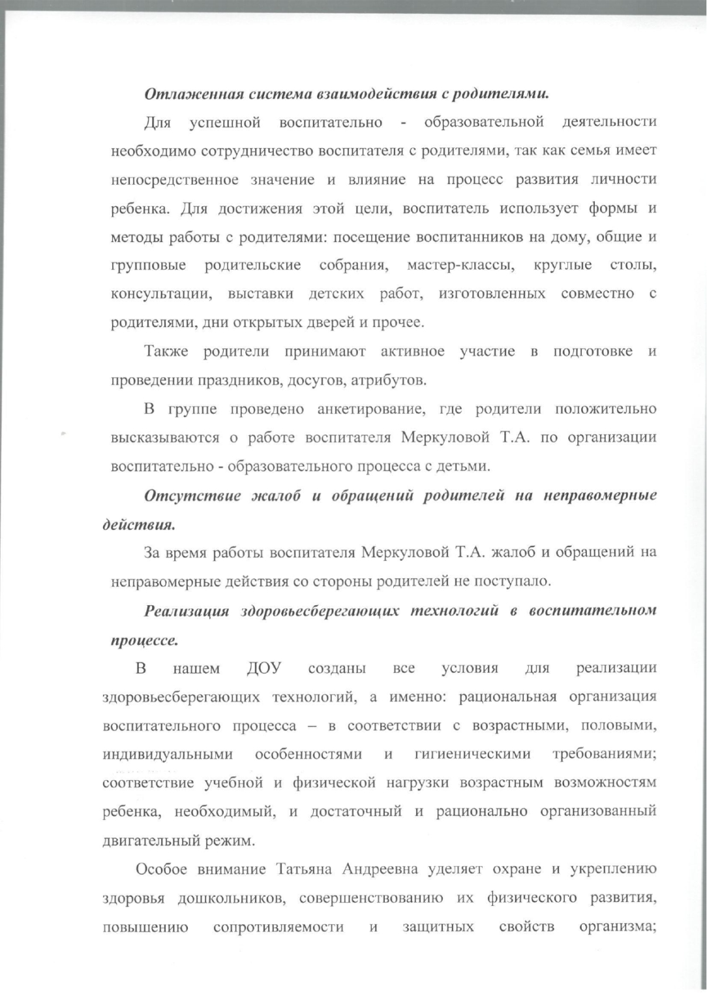 Отлаженная система взаимодействия с родителями.
Для успешной воспитательно - образовательной деятельности
необходимо сотрудничество воспитателя с родителями, так как семья имеет
непосредственное значение и влияние на процесс развития личности
ребенка. Для достижения этой цели, воспитатель использует формы и
методы работы с родителями: посещение воспитанников на дому, общие и
групповые родительские собрания, мастер-классы, круглые столы,
консультации, выставки детских работ, изготовленных совместно с
родителями, дни открытых дверей и прочее.
Также родители принимают активное участие в подготовке и
проведении праздников, досугов, атрибутов.
В группе проведено анкетирование, где родители положительно
высказываются о работе воспитателя Меркуловой Т.А. по организации
воспитательно - образовательного процесса с детьми.
Отсутствие жалоб и обращений родителей на неправомерные
действия.
За время работы воспитателя Меркуловой Т.А. жалоб и обращений на
неправомерные действия со стороны родителей не поступало.
Реализация здоровьесберегающих технологий в воспитательном
процессе.
В нашем ДОУ созданы все условия для реализации
здоровьесберегающих технологий, а именно: рациональная организация
воспитательного процесса – в соответствии с возрастными, половыми,
индивидуальными особенностями и гигиеническими требованиями;
соответствие учебной и физической нагрузки возрастным возможностям
ребенка, необходимый, и достаточный и рационально организованный
двигательный режим.
Особое внимание Татьяна Андреевна уделяет охране и укреплению
здоровья дошкольников, совершенствованию их физического развития,
повышению сопротивляемости и защитных свойств организма;